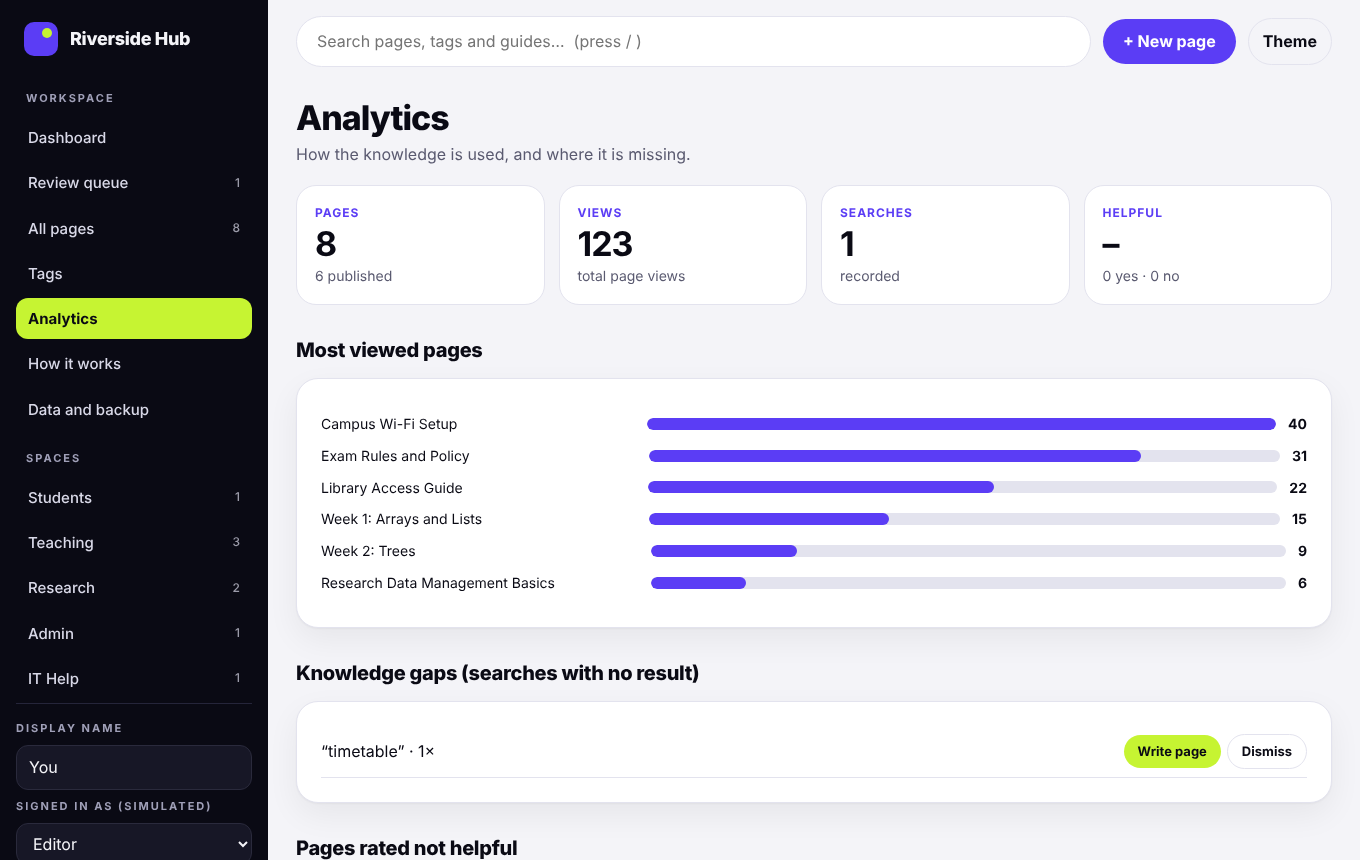 Riverside Hub
WORKSPACE
Dashboard
Review queue 1
All pages 8
Tags
Analytics
How it works
Data and backup
SPACES
Students 1
Teaching 3
Research 2
Admin 1
IT Help 1
DISPLAY NAME
You
SIGNED IN AS (SIMULATED)
Editor
Search pages, tags and guides... (press / )
+ New page
Theme
Analytics
How the knowledge is used, and where it is missing.
PAGES
8
6 published
VIEWS
123
total page views
SEARCHES
1
recorded
HELPFUL
–
0 yes · 0 no
Most viewed pages
Campus Wi-Fi Setup 40
Exam Rules and Policy 31
Library Access Guide 22
Week 1: Arrays and Lists 15
Week 2: Trees 9
Research Data Management Basics 6
Knowledge gaps (searches with no result)
“timetable” · 1× Write page Dismiss
Pages rated not helpful